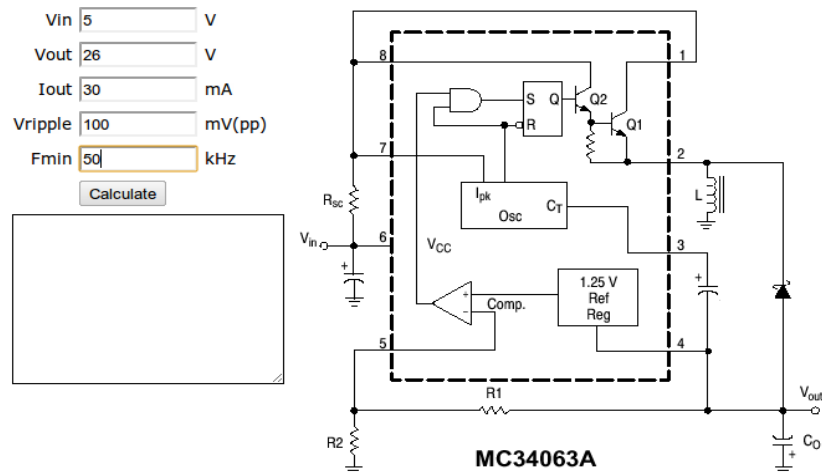 Vin 5 V
Vout 26 V
Iout 30 mA
Vripple 100 mV(pp)
Fmin 50 kHz
Calculate
8
1
S Q
R
Q2
Q1
7
2
Rsc
Ipk
Osc
CT
L
Vin
6
VCC
3
+
+
+
−
Comp.
1.25 V
Ref
Reg
5
4
R1
Vout
R2
CO
+
MC34063A